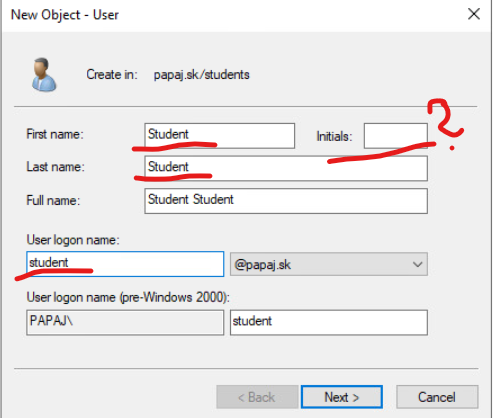 New Object - User
Create in: papaj.sk/students
First name: Student Initials: ?
Last name: Student
Full name: Student Student
User logon name:
student @papaj.sk
User logon name (pre-Windows 2000):
PAPAJ\ student
< Back Next > Cancel